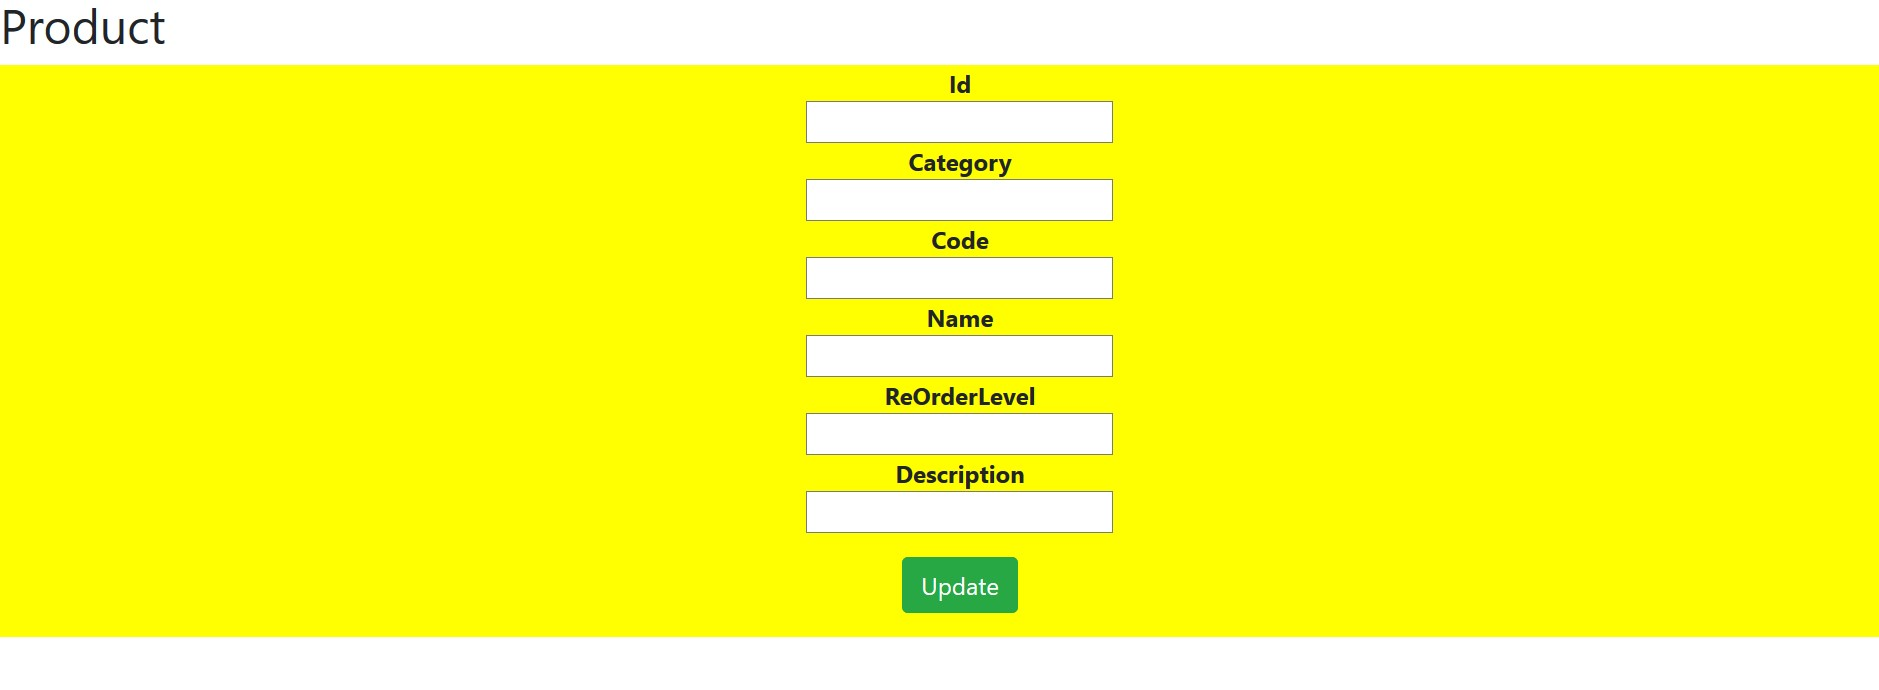 Product
Id
Category
Code
Name
ReOrderLevel
Description
Update